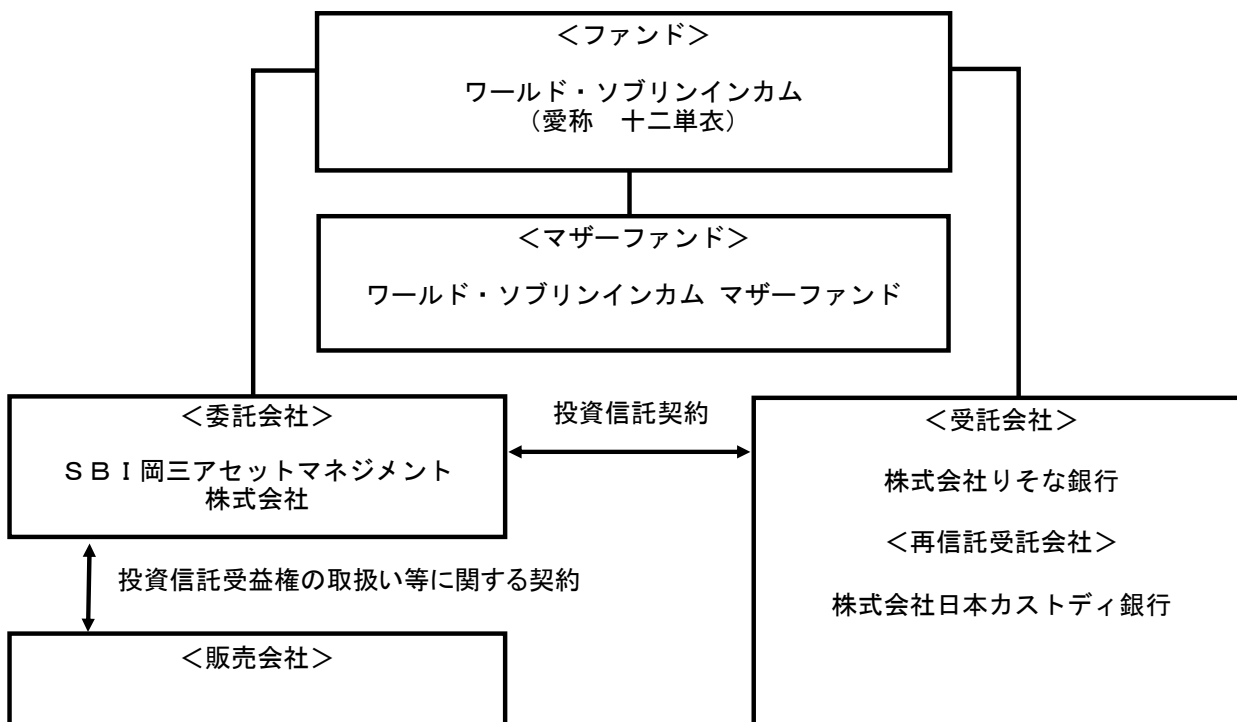 ＜ファンド＞
ワールド・ソブリンインカム
（愛称　十二単衣）
＜マザーファンド＞
ワールド・ソブリンインカム マザーファンド
＜委託会社＞
ＳＢＩ岡三アセットマネジメント
株式会社
投資信託契約
＜受託会社＞
株式会社りそな銀行
＜再信託受託会社＞
株式会社日本カストディ銀行
投資信託受益権の取扱い等に関する契約
＜販売会社＞